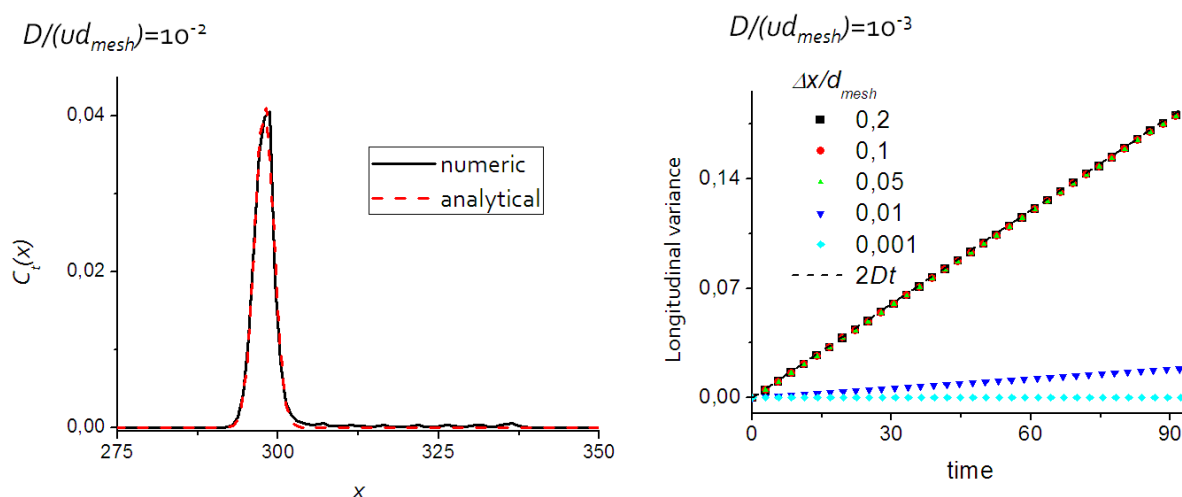 D/(ud_mesh)=10⁻²
0,04
0,02
0,00
C_t(x)
numeric
analytical
275
300
325
350
x
D/(ud_mesh)=10⁻³
Δx/d_mesh
0,2
0,1
0,05
0,01
0,001
2Dt
0,14
0,07
0,00
Longitudinal variance
0
30
60
90
time